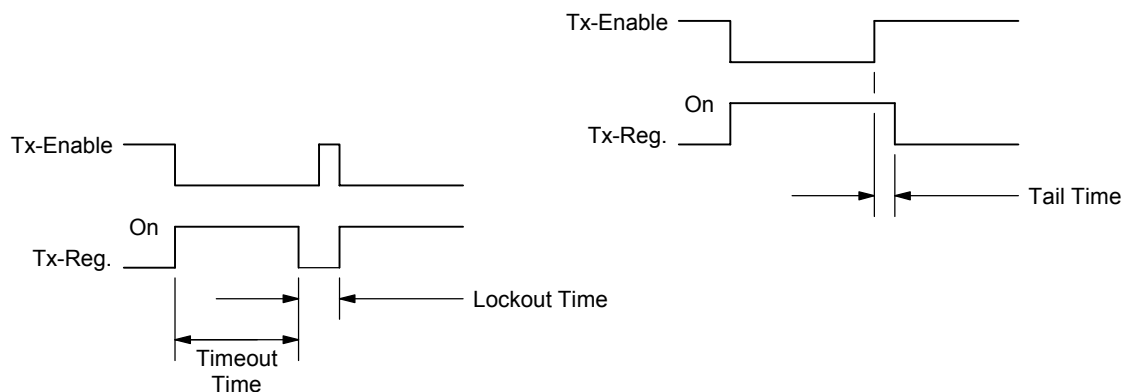 Tx-Enable
On
Tx-Reg.
Lockout Time
Timeout
Time
Tx-Enable
On
Tx-Reg.
Tail Time